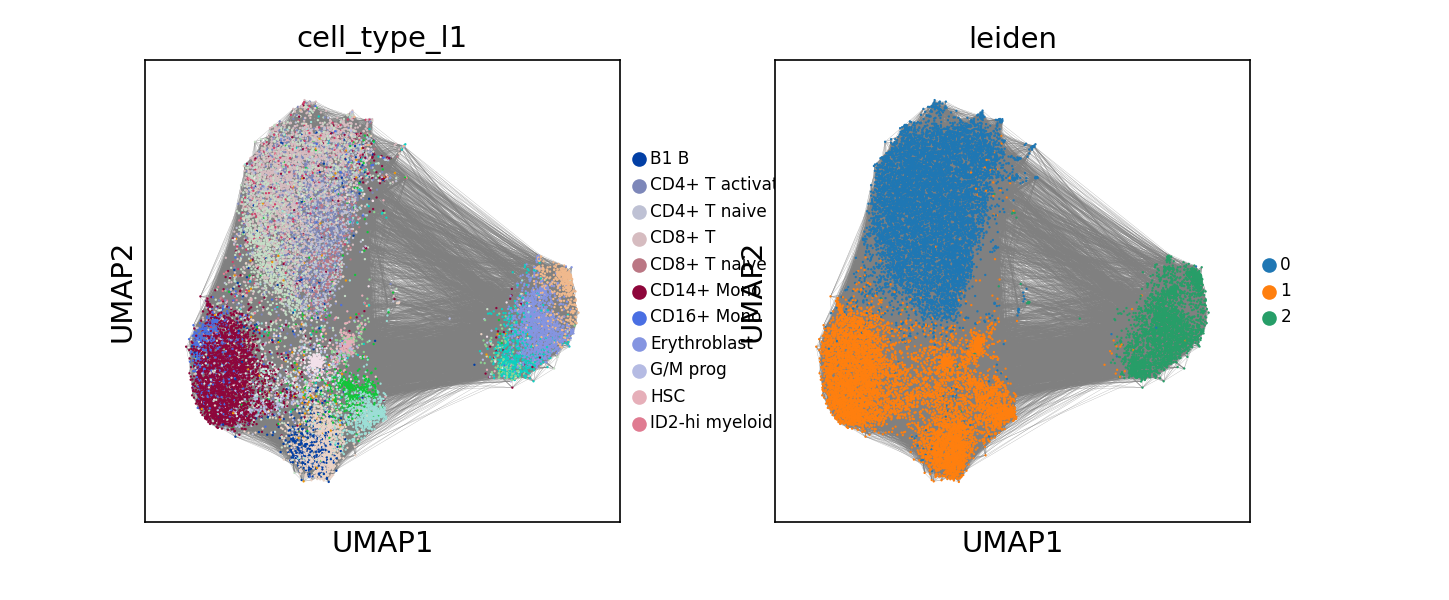 cell_type_l1
leiden
UMAP2
B1 B
CD4+ T activat
CD4+ T naive
CD8+ T
CD8+ T naive
CD14+ Mono
CD16+ Mono
Erythroblast
G/M prog
HSC
ID2-hi myeloid
UMAP2
0
1
2
UMAP1
UMAP1